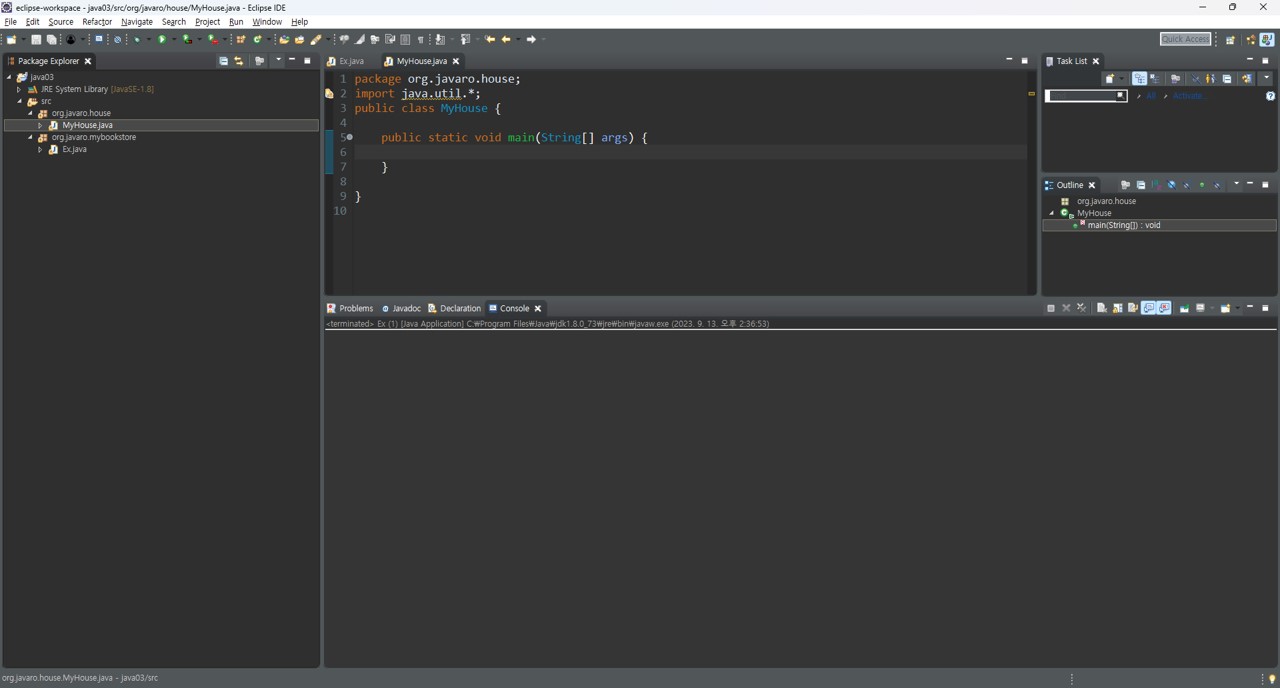 eclipse-workspace - java03/src/org/javaro/house/MyHouse.java - Eclipse IDE
File Edit Source Refactor Navigate Search Project Run Window Help
Quick Access
Package Explorer
java03
JRE System Library [JavaSE-1.8]
src
org.javaro.house
MyHouse.java
org.javaro.mybookstore
Ex.java
Ex.java MyHouse.java
1 package org.javaro.house;
2 import java.util.*;
3 public class MyHouse {
4
5 public static void main(String[] args) {
6
7 }
8
9 }
10
Task List
All Activate...
Outline
org.javaro.house
MyHouse
main(String[]) : void
Problems Javadoc Declaration Console
<terminated> Ex (1) [Java Application] C:₩Program Files₩Java₩jdk1.8.0_73₩jre₩bin₩javaw.exe (2023. 9. 13. 오후 2:36:53)
org.javaro.house.MyHouse.java - java03/src